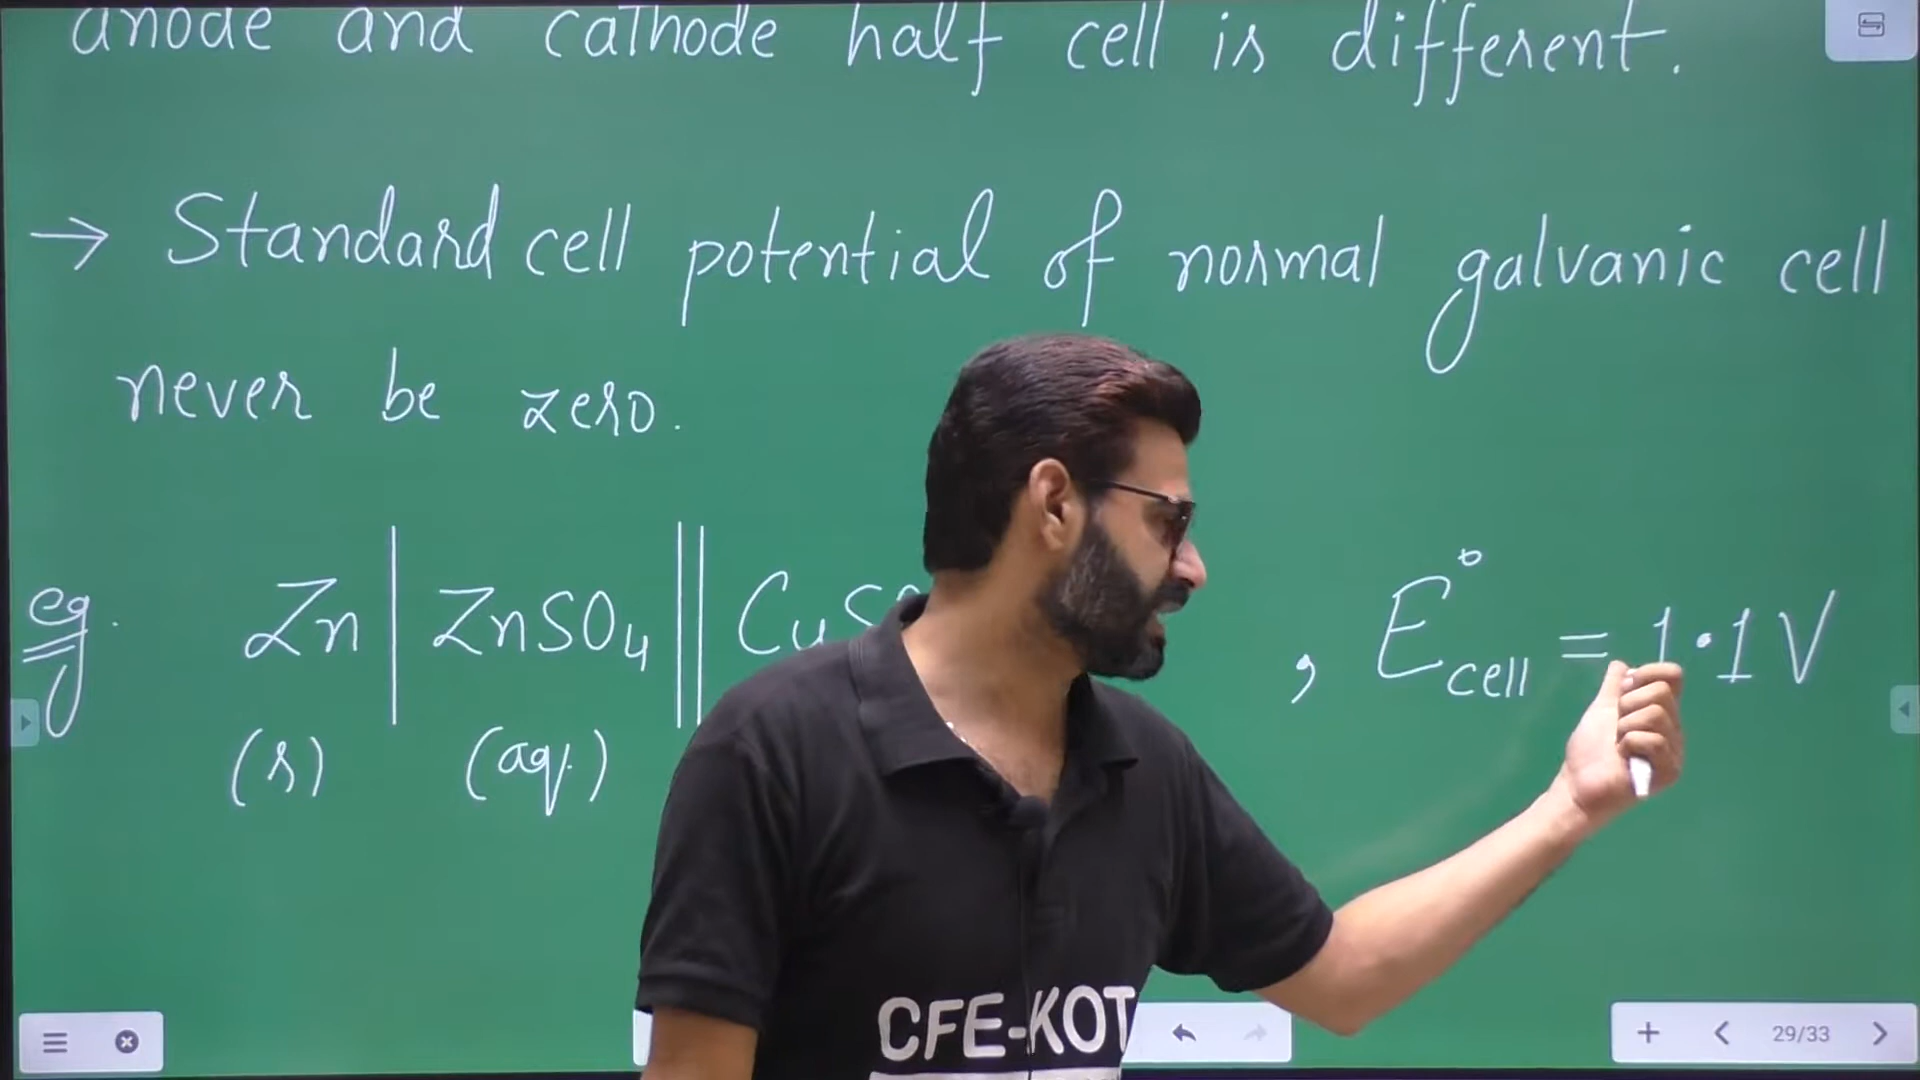 anode and cathode half cell is different.
→ Standard cell potential of normal galvanic cell
never be zero.
eg. Zn | ZnSO₄ || CuS , E°cell = 1.1 V
(s) (aq.)
CFE-KOT
29/33